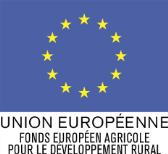 UNION EUROPÉENNE
FONDS EUROPÉEN AGRICOLE
POUR LE DÉVELOPPEMENT RURAL